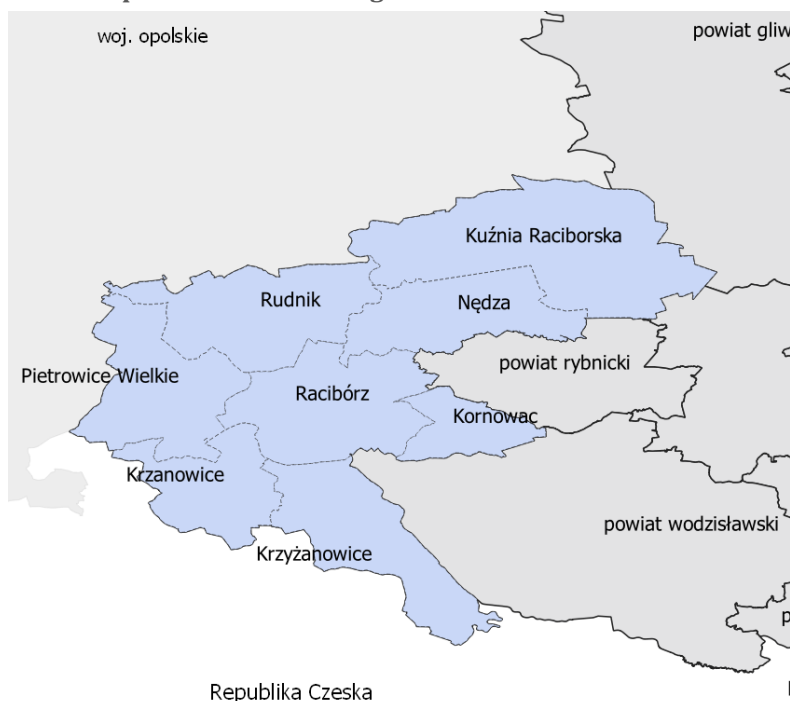 woj. opolskie
powiat gliw
Kuźnia Raciborska
Rudnik
Nędza
powiat rybnicki
Pietrowice Wielkie
Racibórz
Kornowac
Krzanowice
powiat wodzisławski
Krzyżanowice
p
Republika Czeska